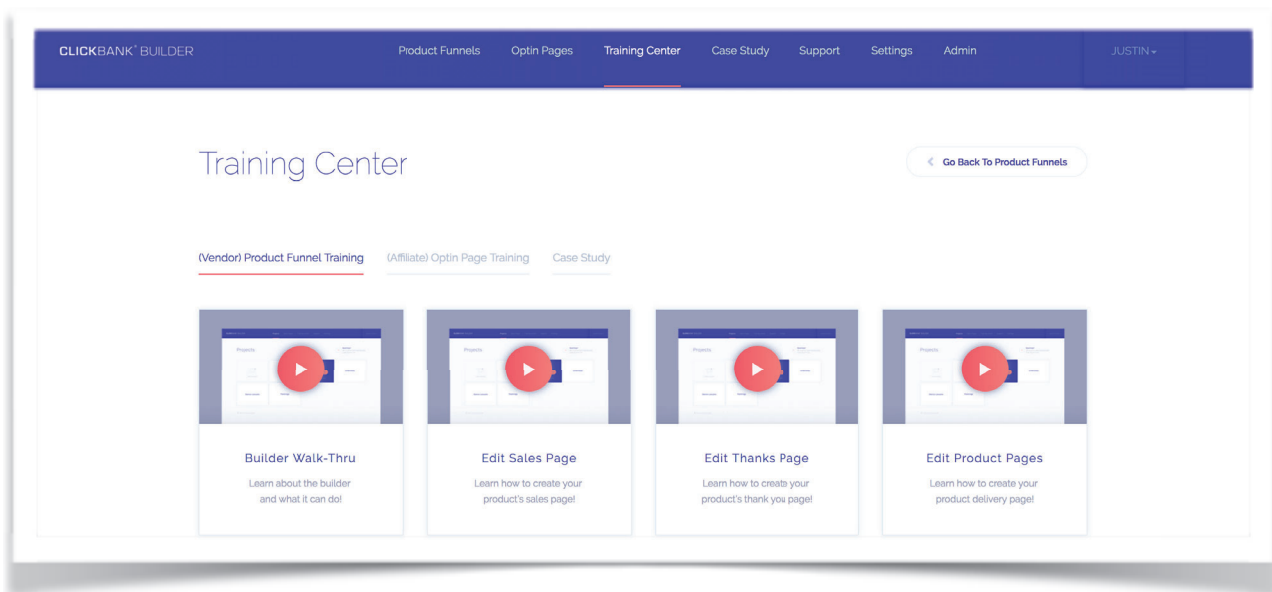 CLICKBANK® BUILDER
Product Funnels Optin Pages Training Center Case Study Support Settings Admin JUSTIN
Training Center
Go Back To Product Funnels
(Vendor) Product Funnel Training (Affiliate) Optin Page Training Case Study
Builder Walk-Thru
Learn about the builder
and what it can do!
Edit Sales Page
Learn how to create your
product's sales page!
Edit Thanks Page
Learn how to create your
product's thank you page!
Edit Product Pages
Learn how to create your
product delivery page!